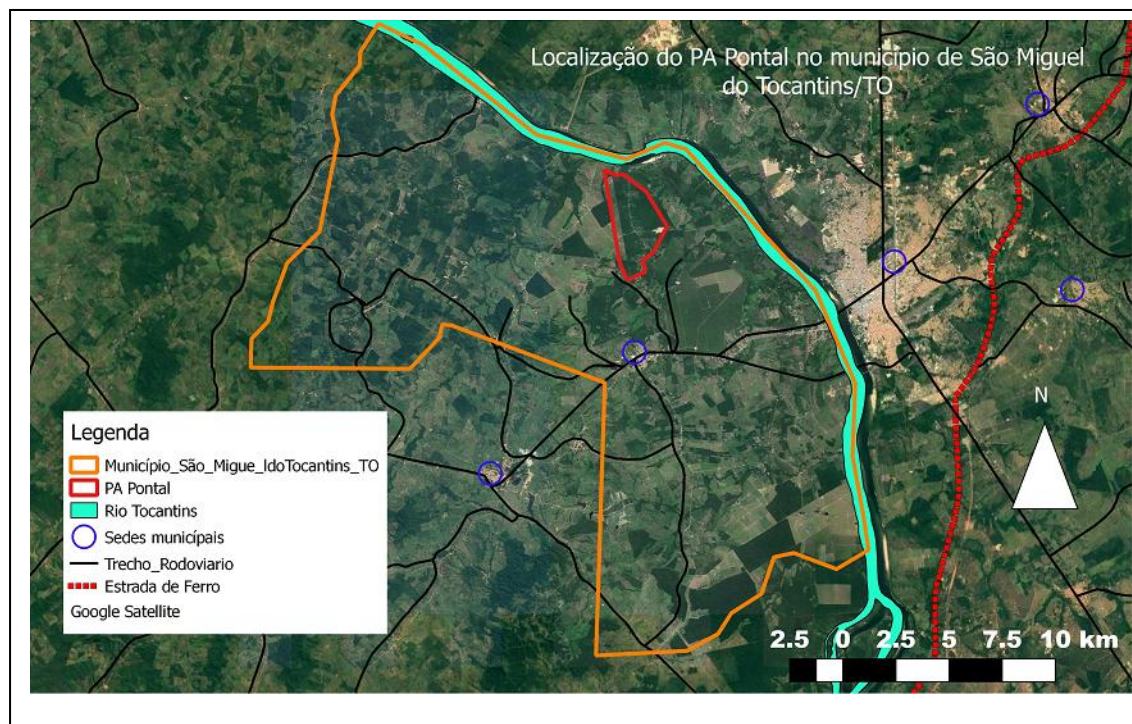 Localização do PA Pontal no município de São Miguel
do Tocantins/TO
N
Legenda
Município_São_Migue_ldoTocantins_TO
PA Pontal
Rio Tocantins
Sedes municípais
Trecho_Rodoviario
Estrada de Ferro
Google Satellite
2.5 0 2.5 5 7.5 10 km